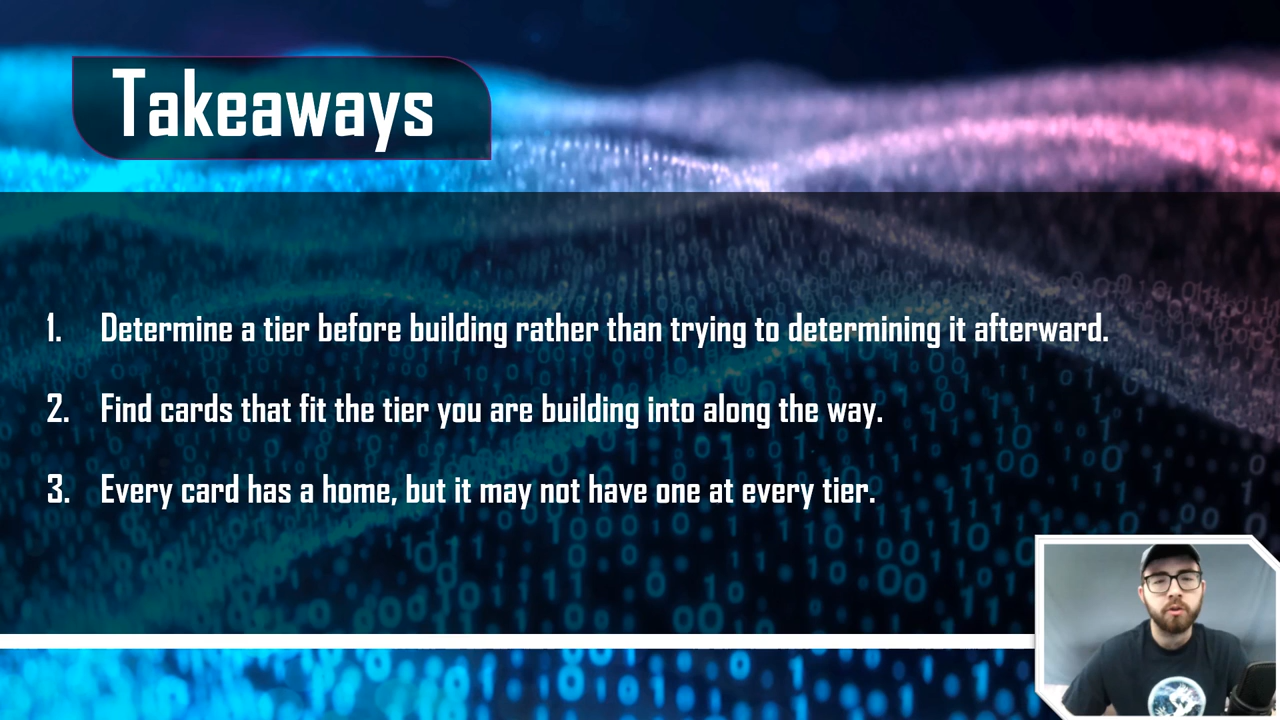 Takeaways
1. Determine a tier before building rather than trying to determining it afterward.
2. Find cards that fit the tier you are building into along the way.
3. Every card has a home, but it may not have one at every tier.